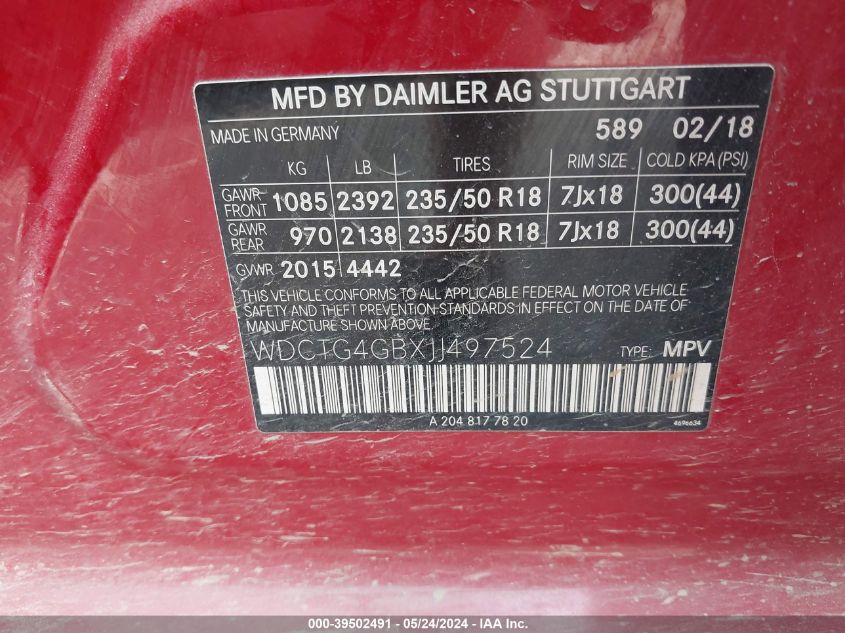 MFD BY DAIMLER AG STUTTGART
MADE IN GERMANY 589 02/18
KG LB TIRES RIM SIZE COLD KPA (PSI)
GAWR FRONT 1085 2392 235/50 R18 7Jx18 300(44)
GAWR REAR 970 2138 235/50 R18 7Jx18 300(44)
GVWR 2015 4442
THIS VEHICLE CONFORMS TO ALL APPLICABLE FEDERAL MOTOR VEHICLE
SAFETY AND THEFT PREVENTION STANDARDS IN EFFECT ON THE DATE OF
MANUFACTURE SHOWN ABOVE.
WDCTG4GBX1JJ497524 TYPE: MPV
A 204 817 78 20
4696634
000-39502491 - 05/24/2024 - IAA Inc.